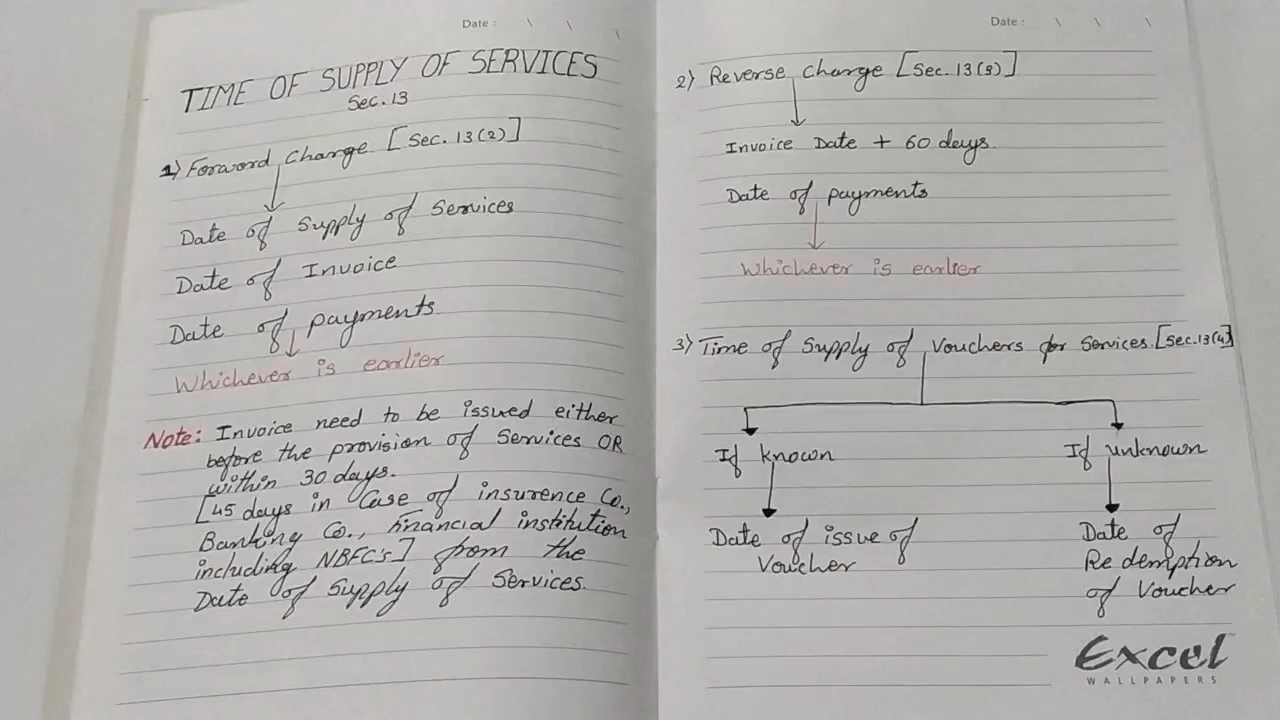 Date : \ \ \
TIME OF SUPPLY OF SERVICES
Sec. 13
1) Forword Charge [Sec. 13(2)]
Date of Supply of Services
Date of Invoice
Date of payments
Whichever is earlier
Note: Invoice need to be issued either
before the provision of Services OR
within 30 days.
[45 days in Case of insurence Co.,
Banking Co., financial institution
including NBFC's] from the
Date of Supply of Services.
Date : \ \ \
2) Reverse Charge [Sec. 13(3)]
Invoice Date + 60 days.
Date of payments
Whichever is earlier
3) Time of Supply of Vouchers for Services [Sec. 13(4)]
If known If unknown
Date of issue of Date of
Voucher Redemption
of Voucher
Excel
WALLPAPERS